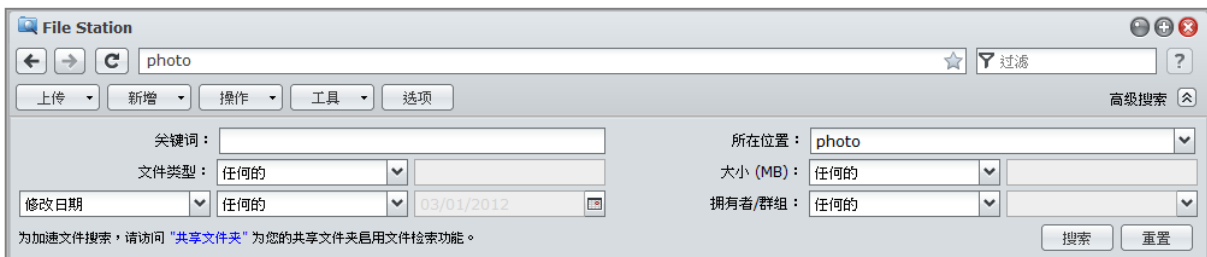 File Station
photo 过滤 ?
上传 新增 操作 工具 选项 高级搜索
关键词： 所在位置： photo
文件类型： 任何的 大小 (MB)： 任何的
修改日期 任何的 03/01/2012 拥有者/群组： 任何的
为加速文件搜索，请访问 "共享文件夹" 为您的共享文件夹启用文件检索功能。 搜索 重置